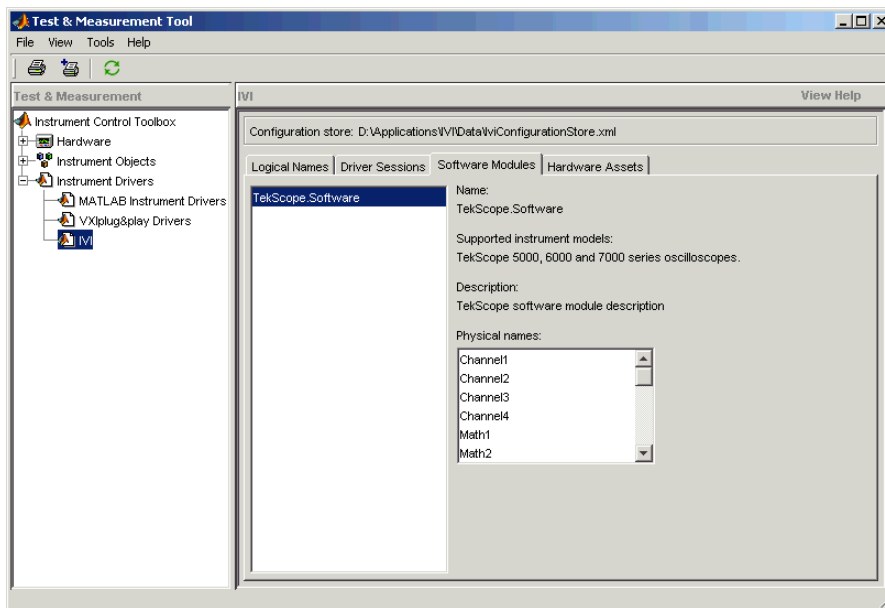 Test & Measurement Tool
File View Tools Help
Test & Measurement
IVI
View Help
Instrument Control Toolbox
Hardware
Instrument Objects
Instrument Drivers
MATLAB Instrument Drivers
VXIplug&play Drivers
IVI
Configuration store: D:\Applications\IVI\Data\IviConfigurationStore.xml
Logical Names Driver Sessions Software Modules Hardware Assets
TekScope.Software
Name:
TekScope.Software
Supported instrument models:
TekScope 5000, 6000 and 7000 series oscilloscopes.
Description:
TekScope software module description
Physical names:
Channel1
Channel2
Channel3
Channel4
Math1
Math2